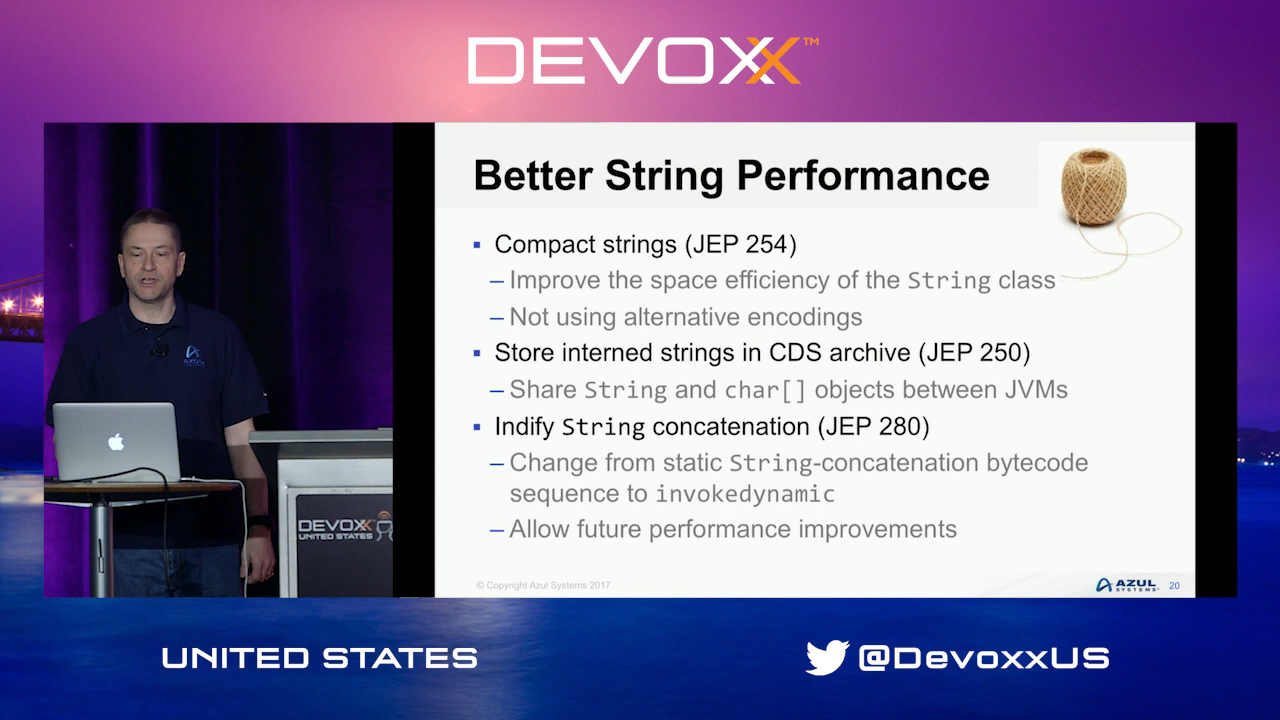 DEVOXX™
Better String Performance
▪ Compact strings (JEP 254)
– Improve the space efficiency of the String class
– Not using alternative encodings
▪ Store interned strings in CDS archive (JEP 250)
– Share String and char[] objects between JVMs
▪ Indify String concatenation (JEP 280)
– Change from static String-concatenation bytecode
sequence to invokedynamic
– Allow future performance improvements
© Copyright Azul Systems 2017
AZUL
SYSTEMS
20
AZUL
DEVOXX
UNITED STATES
UNITED STATES
@DevoxxUS